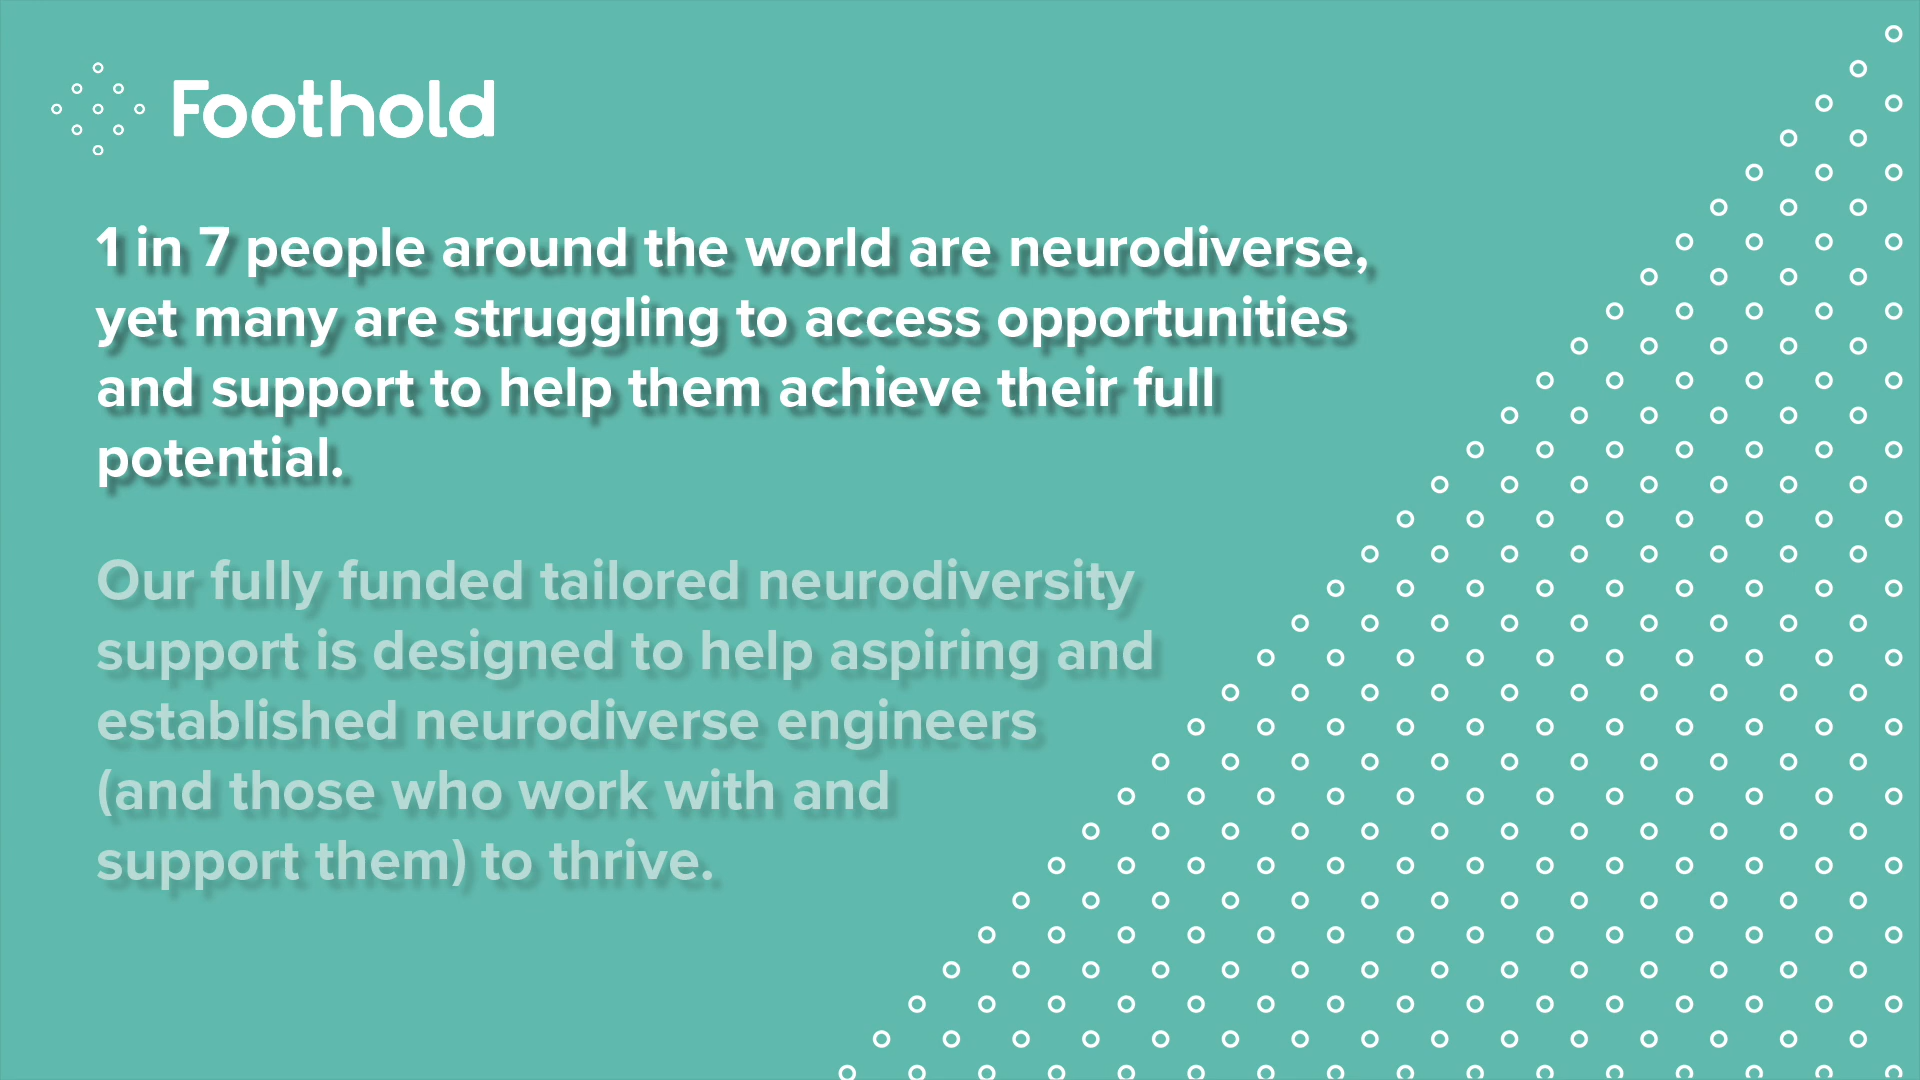 Foothold
1 in 7 people around the world are neurodiverse,
yet many are struggling to access opportunities
and support to help them achieve their full
potential.
Our fully funded tailored neurodiversity
support is designed to help aspiring and
established neurodiverse engineers
(and those who work with and
support them) to thrive.